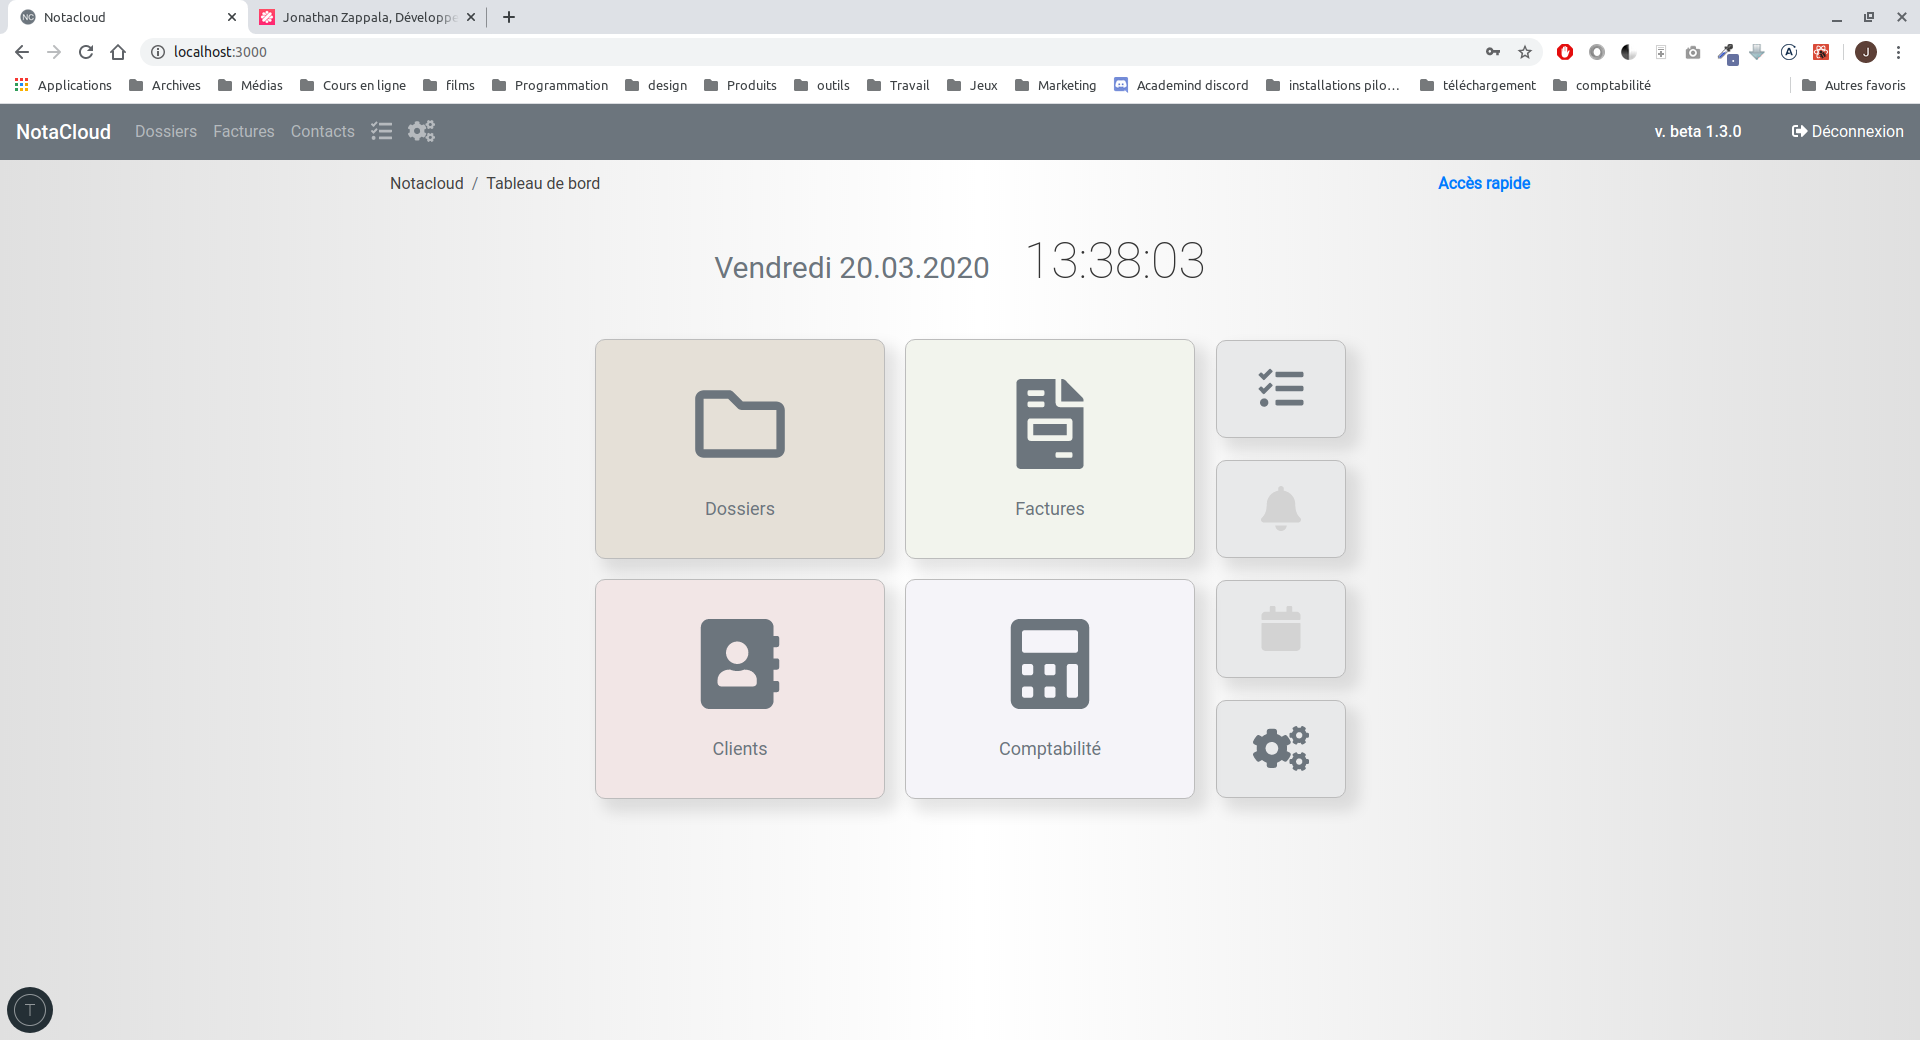 NC Notacloud
Jonathan Zappala, Développe
localhost:3000
J
Applications Archives Médias Cours en ligne films Programmation design Produits outils Travail Jeux Marketing Academind discord installations pilo... téléchargement comptabilité Autres favoris
NotaCloud Dossiers Factures Contacts v. beta 1.3.0 Déconnexion
Notacloud / Tableau de bord Accès rapide
Vendredi 20.03.2020 13:38:03
Dossiers Factures
Clients Comptabilité
T